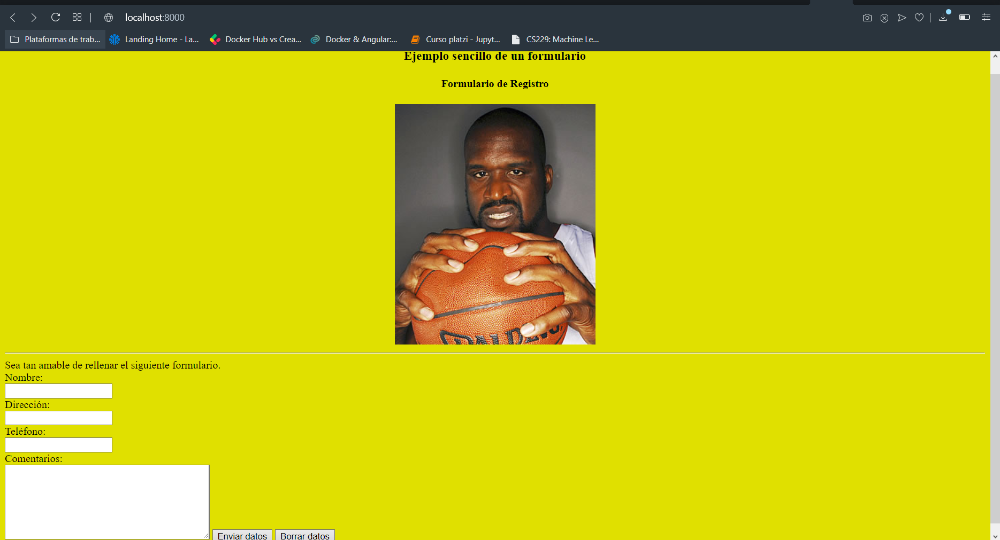 localhost:8000
Plataformas de trab... Landing Home - La... Docker Hub vs Crea... Docker & Angular:... Curso platzi - Jupyt... CS229: Machine Le...
Ejemplo sencillo de un formulario
Formulario de Registro
SPALDING
Sea tan amable de rellenar el siguiente formulario.
Nombre:
Dirección:
Teléfono:
Comentarios:
Enviar datos Borrar datos